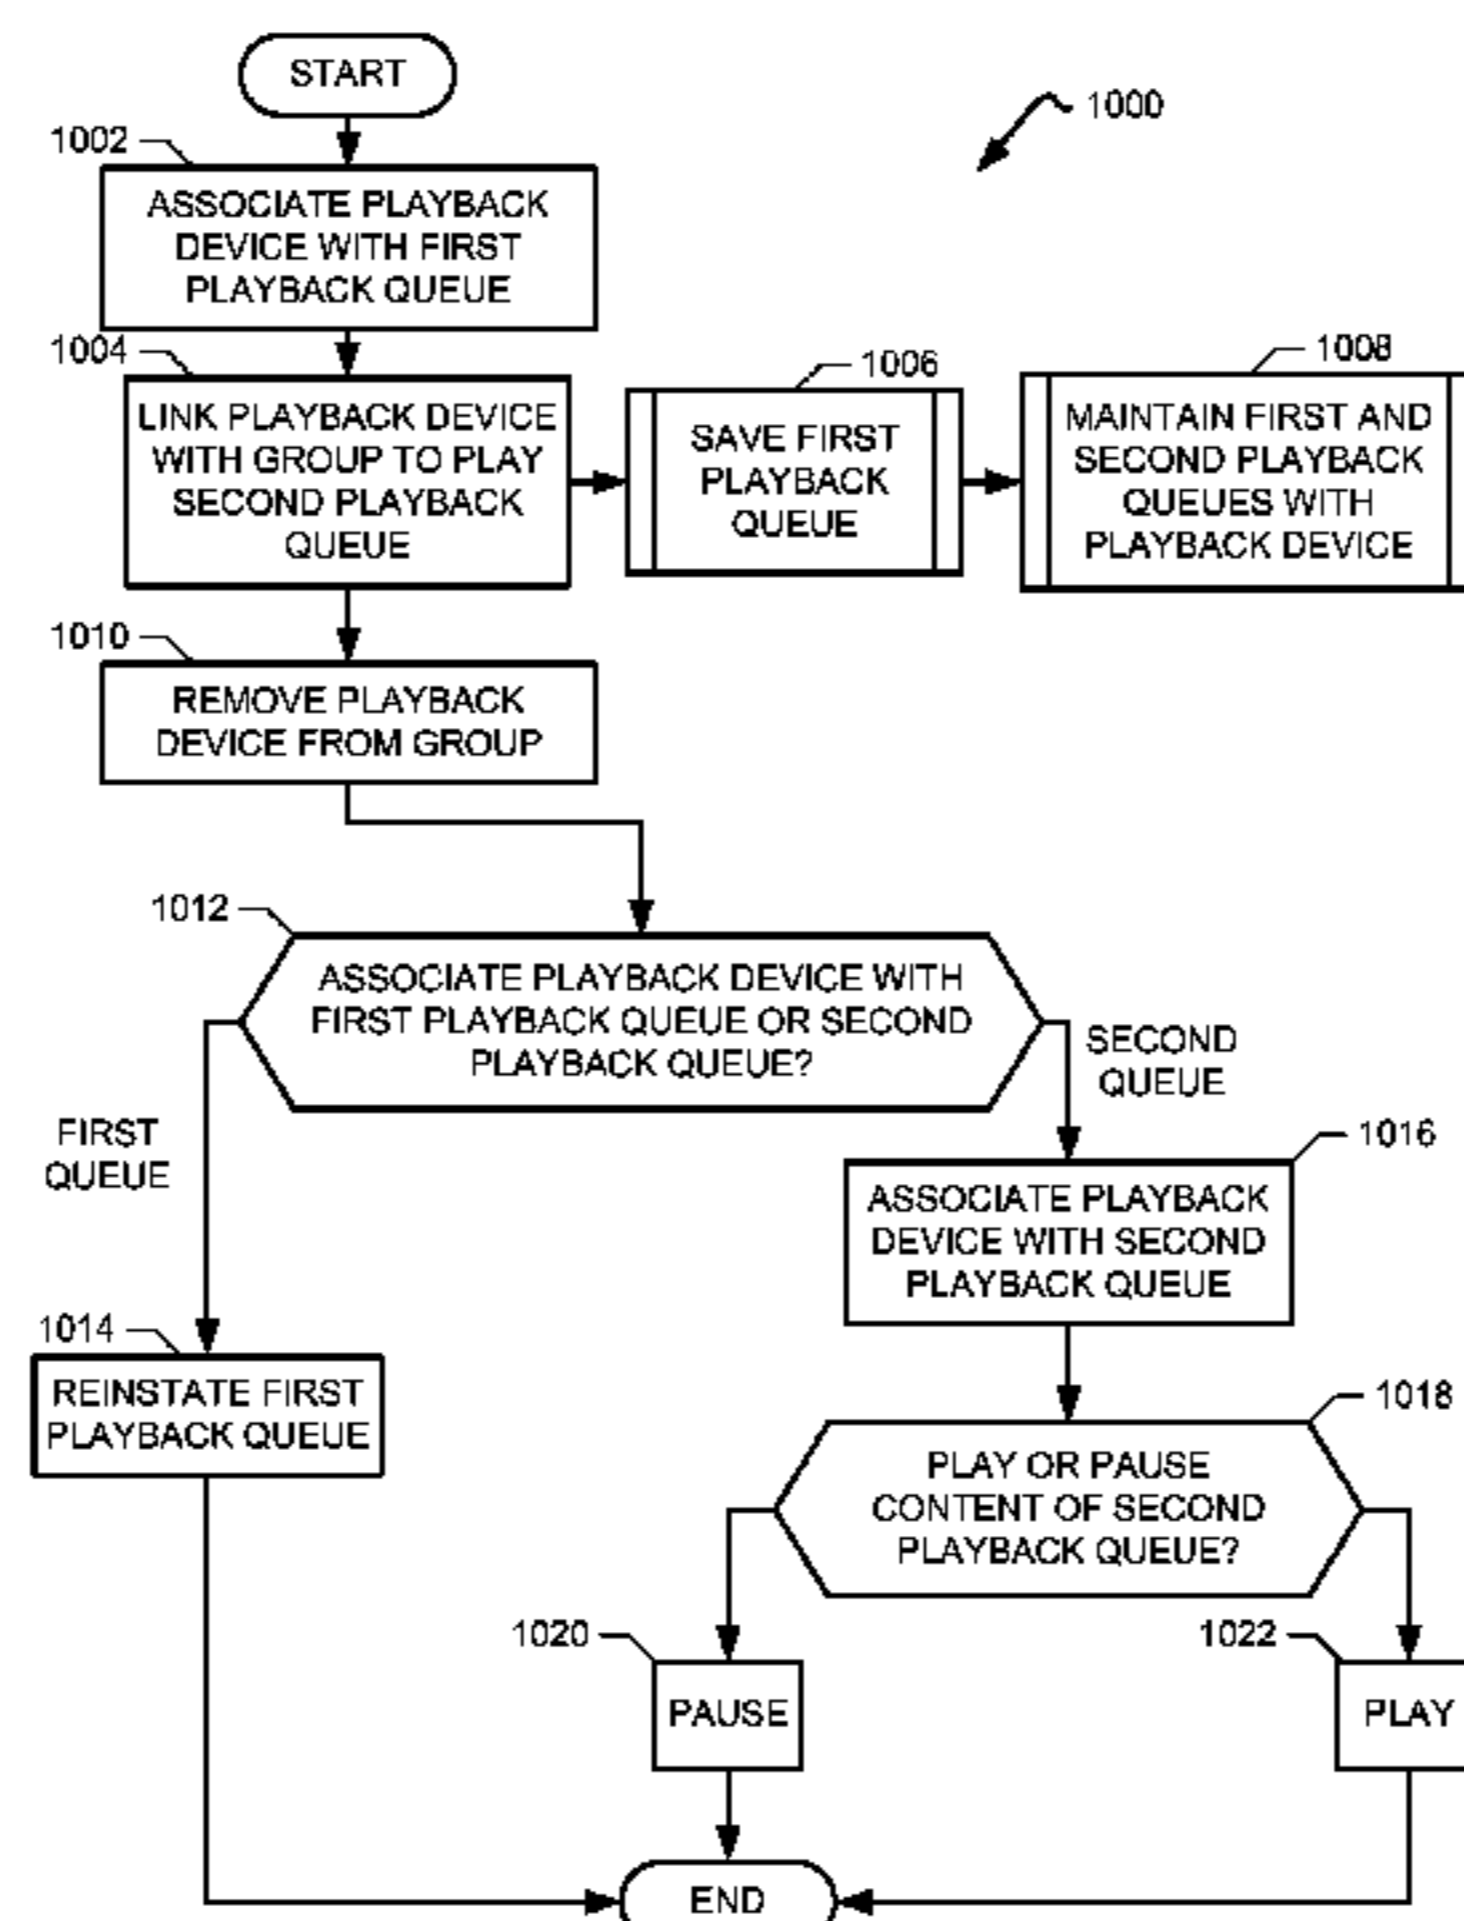 START
1000
1002
ASSOCIATE PLAYBACK
DEVICE WITH FIRST
PLAYBACK QUEUE
1004
LINK PLAYBACK DEVICE
WITH GROUP TO PLAY
SECOND PLAYBACK
QUEUE
1006
SAVE FIRST
PLAYBACK
QUEUE
1008
MAINTAIN FIRST AND
SECOND PLAYBACK
QUEUES WITH
PLAYBACK DEVICE
1010
REMOVE PLAYBACK
DEVICE FROM GROUP
1012
ASSOCIATE PLAYBACK DEVICE WITH
FIRST PLAYBACK QUEUE OR SECOND
PLAYBACK QUEUE?
FIRST
QUEUE
SECOND
QUEUE
1014
REINSTATE FIRST
PLAYBACK QUEUE
1016
ASSOCIATE PLAYBACK
DEVICE WITH SECOND
PLAYBACK QUEUE
1018
PLAY OR PAUSE
CONTENT OF SECOND
PLAYBACK QUEUE?
1020
PAUSE
1022
PLAY
END